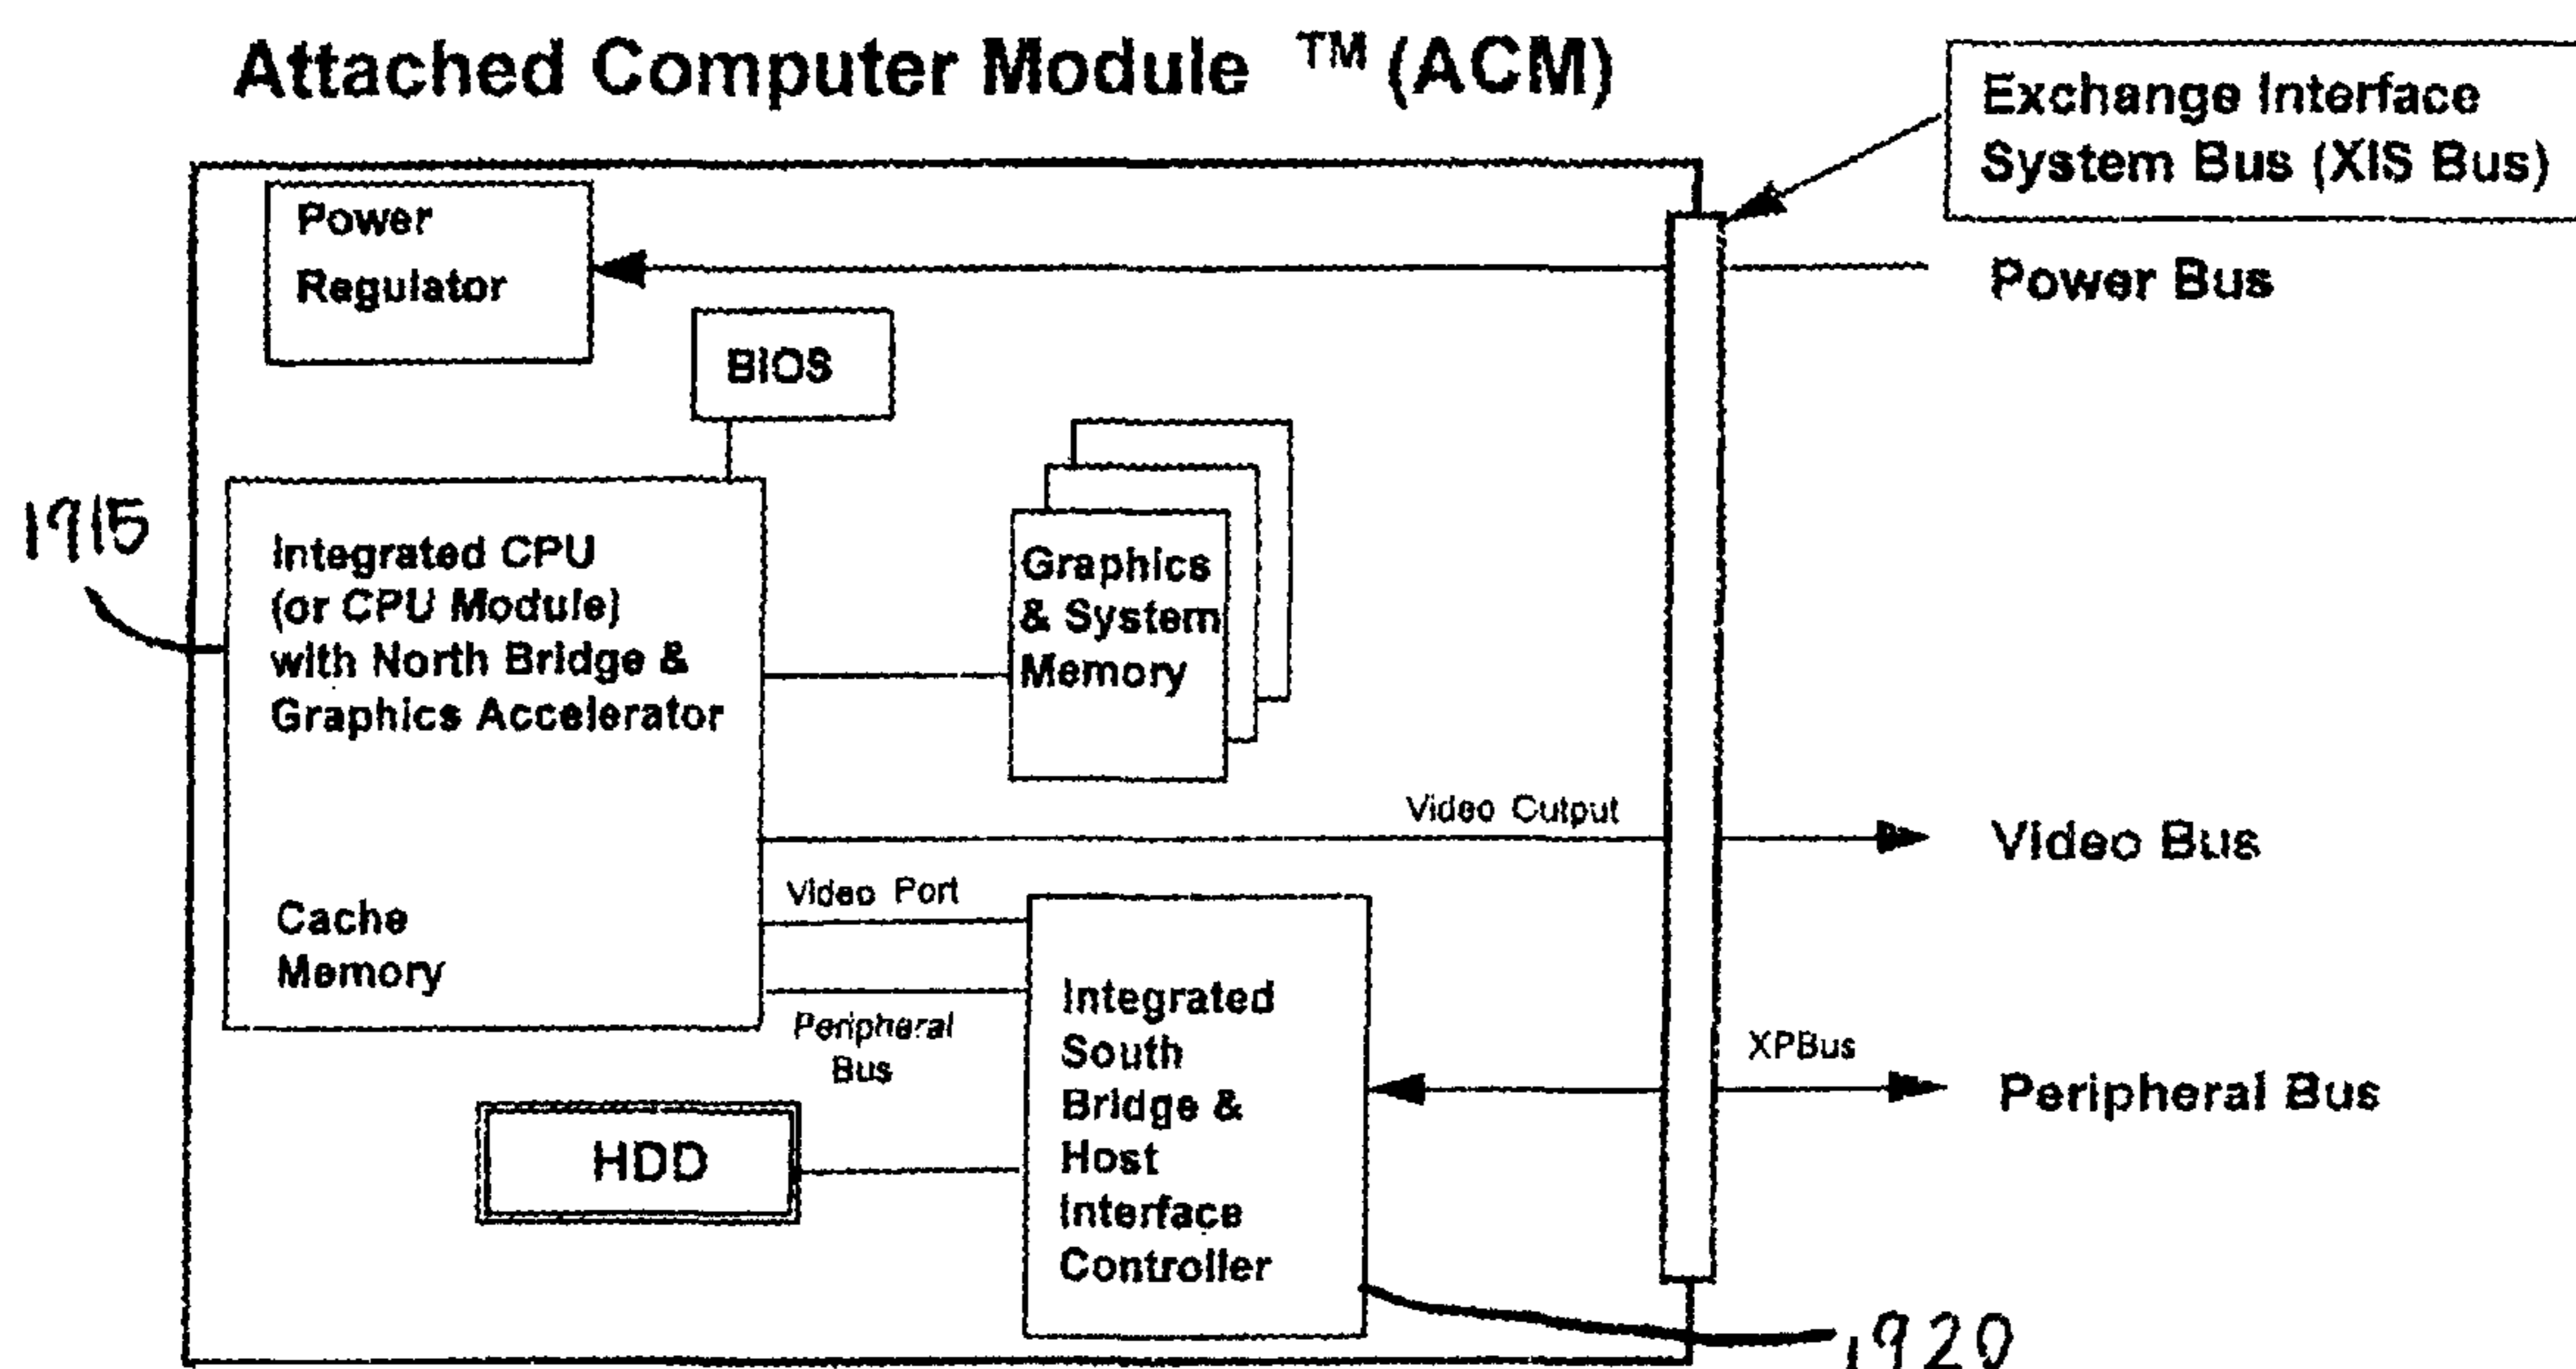 Attached Computer Module ™ (ACM)
Exchange Interface
System Bus (XIS Bus)
Power
Regulator
Power Bus
BIOS
1915
Integrated CPU
(or CPU Module)
with North Bridge &
Graphics Accelerator
Graphics
& System
Memory
Video Cutput
Video Bus
Video Port
Cache
Memory
Peripheral
Bus
Integrated
South
Bridge &
Host
Interface
Controller
XPBus
Peripheral Bus
HDD
1920